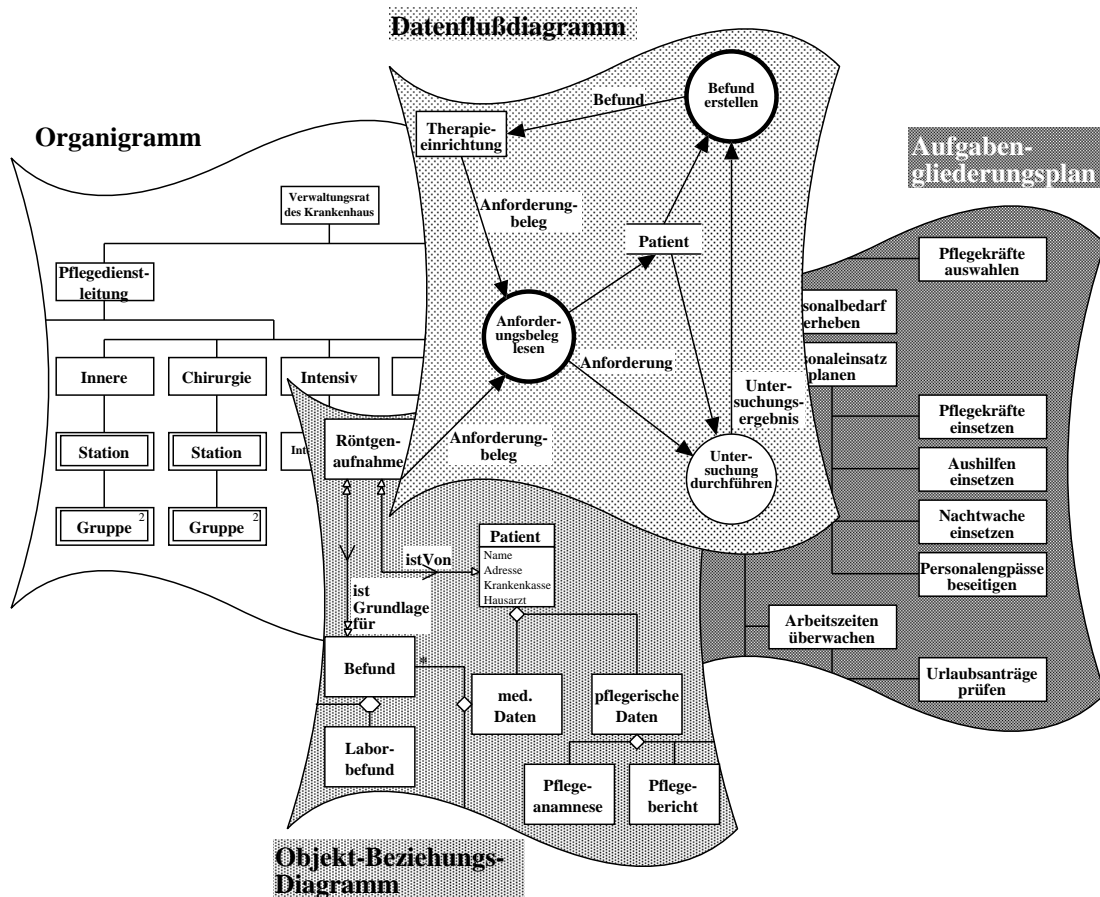 Datenflußdiagramm
Befund
erstellen
Befund
Therapie-
einrichtung
Anforderung-
beleg
Patient
Anforder-
ungsbeleg
lesen
Anforderung
Unter-
suchungs-
ergebnis
Anforderung-
beleg
Unter-
suchung
durchführen
Organigramm
Verwaltungsrat
des Krankenhaus
Pflegedienst-
leitung
Innere
Chirurgie
Intensiv
Station
Station
Int
Gruppe 2
Gruppe 2
Aufgaben-
gliederungsplan
Pflegekräfte
auswahlen
sonalbedarf
erheben
sonaleinsatz
planen
Pflegekräfte
einsetzen
Aushilfen
einsetzen
Nachtwache
einsetzen
Personalengpässe
beseitigen
Arbeitszeiten
überwachen
Urlaubsanträge
prüfen
Röntgen-
aufnahme
istVon
Patient
Name
Adresse
Krankenkasse
Hausarzt
ist
Grundlage
für
Befund
*
med.
Daten
pflegerische
Daten
Labor-
befund
Pflege-
anamnese
Pflege-
bericht
Objekt-Beziehungs-
Diagramm